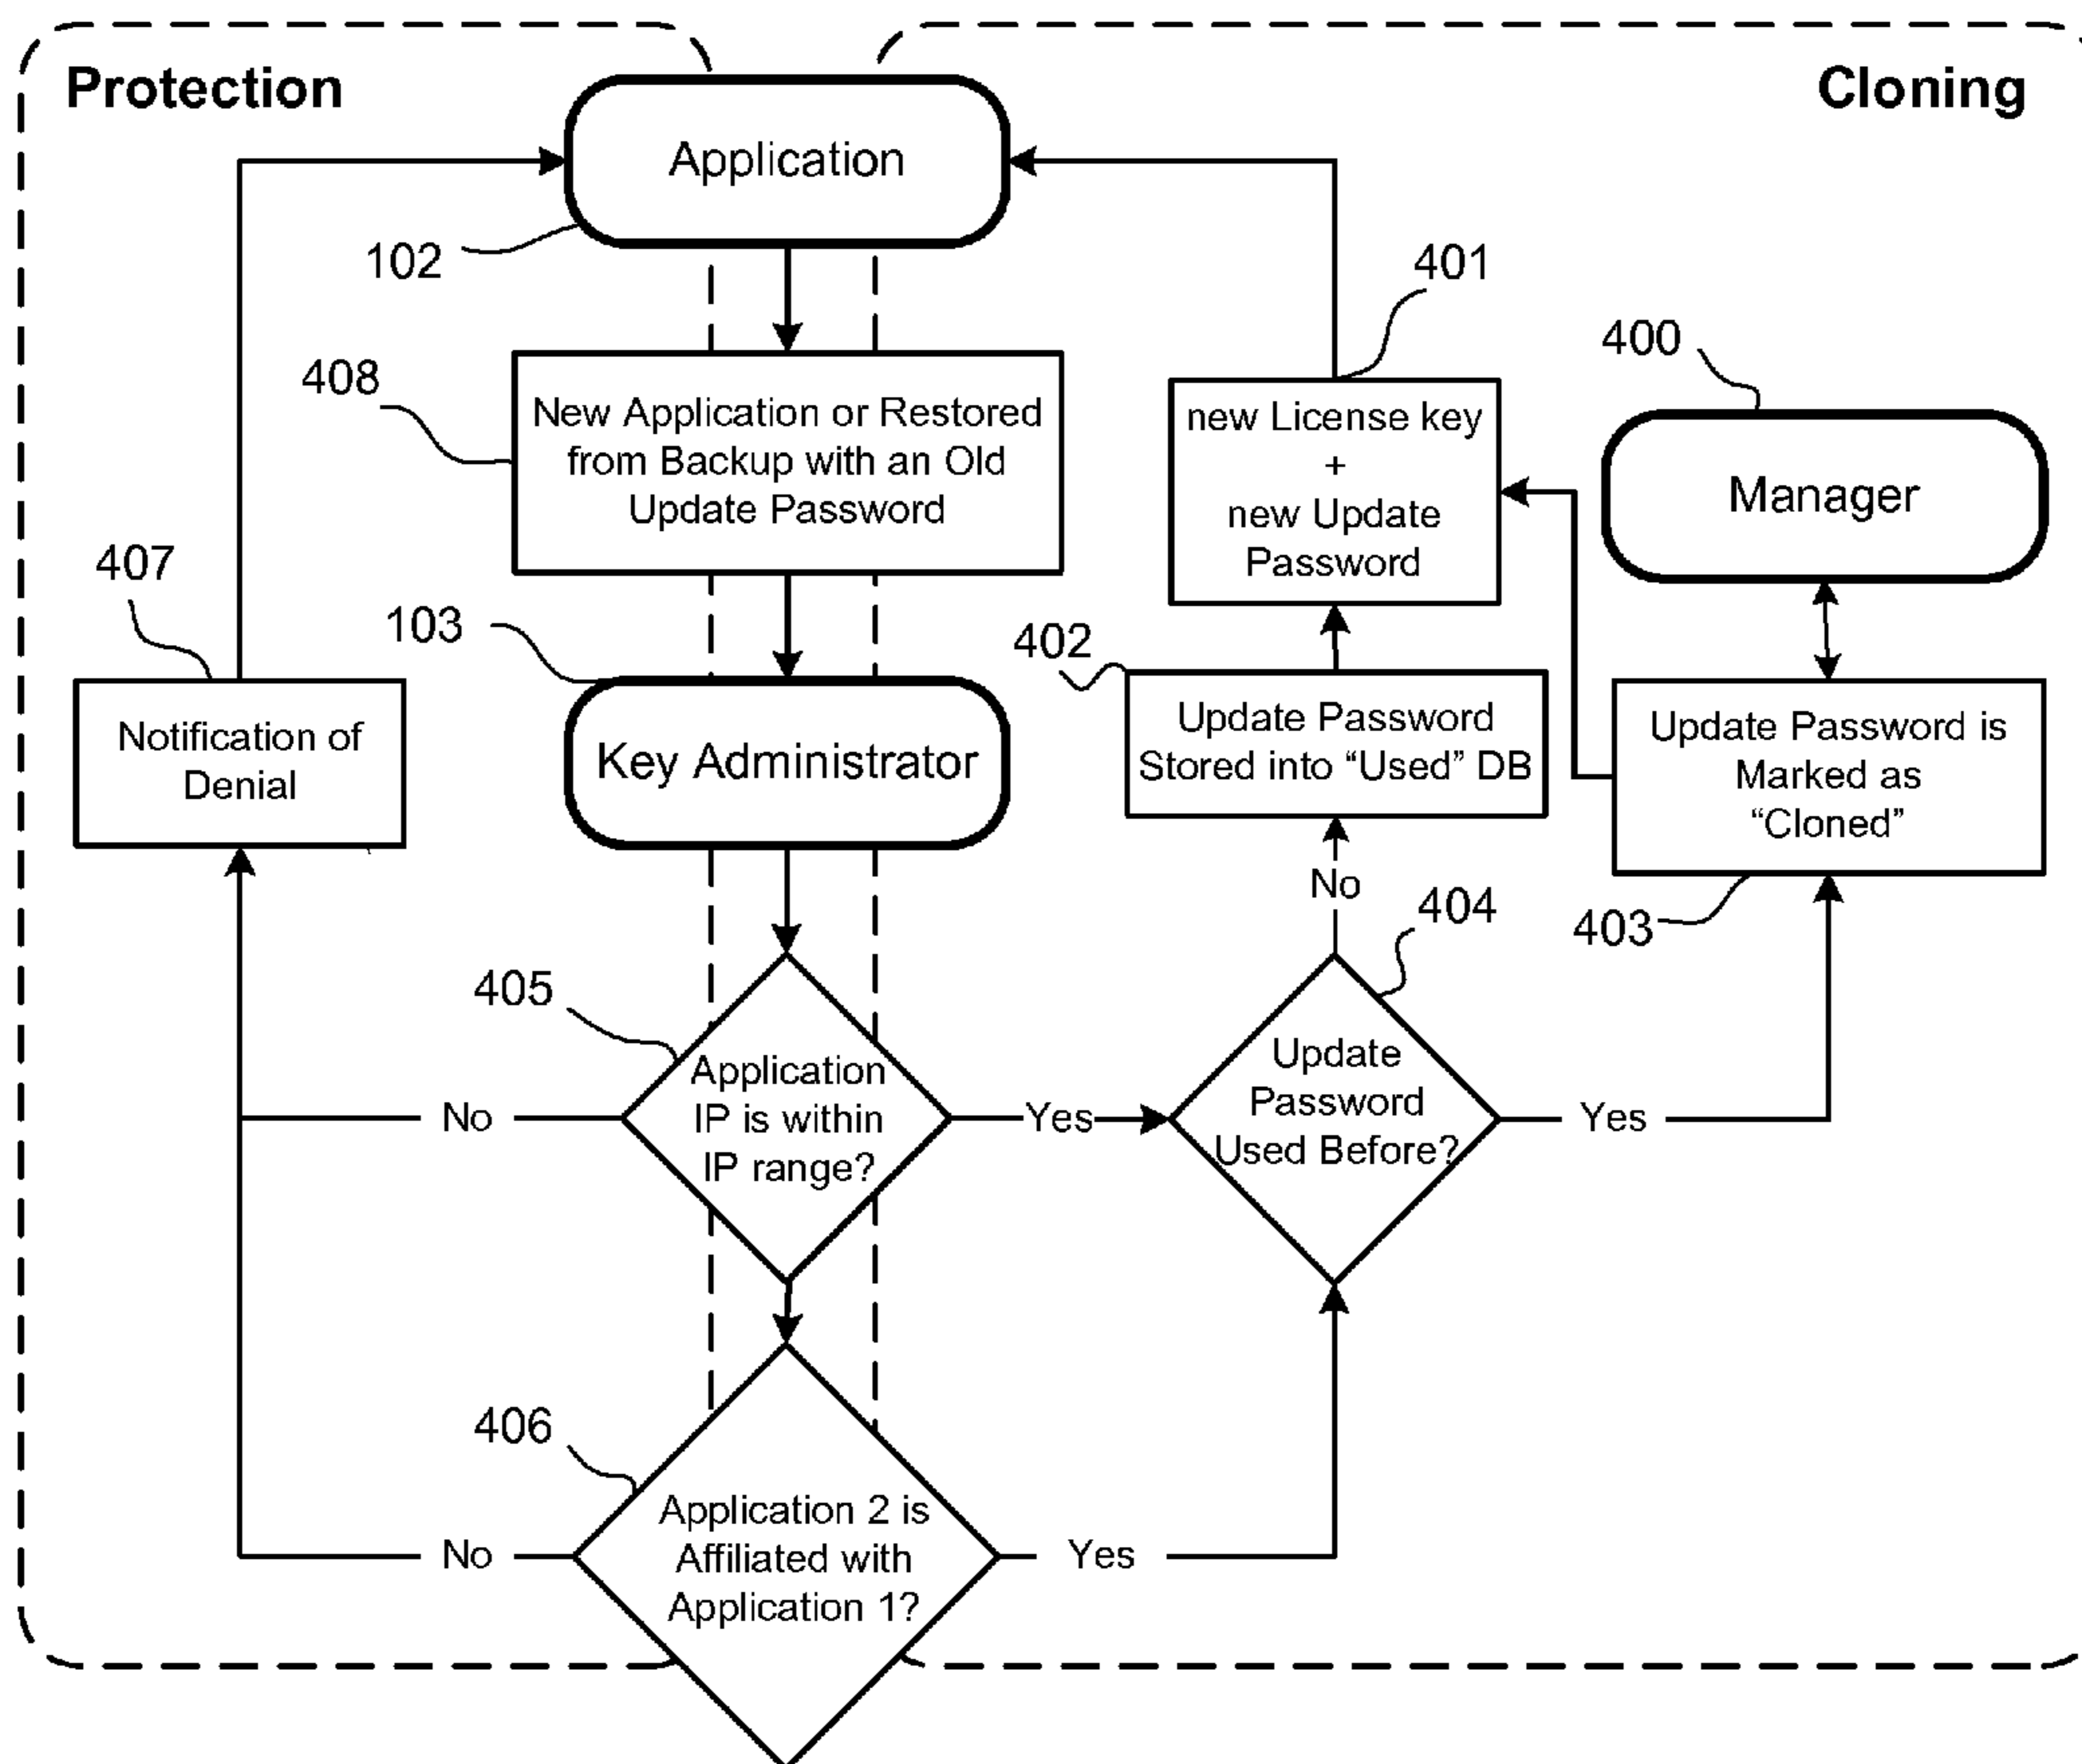 Protection
Cloning
Application
102
401
400
408
New Application or Restored
from Backup with an Old
Update Password
new License key
+
new Update
Password
Manager
407
103
402
Notification of
Denial
Key Administrator
Update Password
Stored into “Used” DB
Update Password is
Marked as
“Cloned”
No
404
403
405
Application
IP is within
IP range?
Update
Password
Used Before?
No
Yes
Yes
406
Application 2 is
Affiliated with
Application 1?
No
Yes